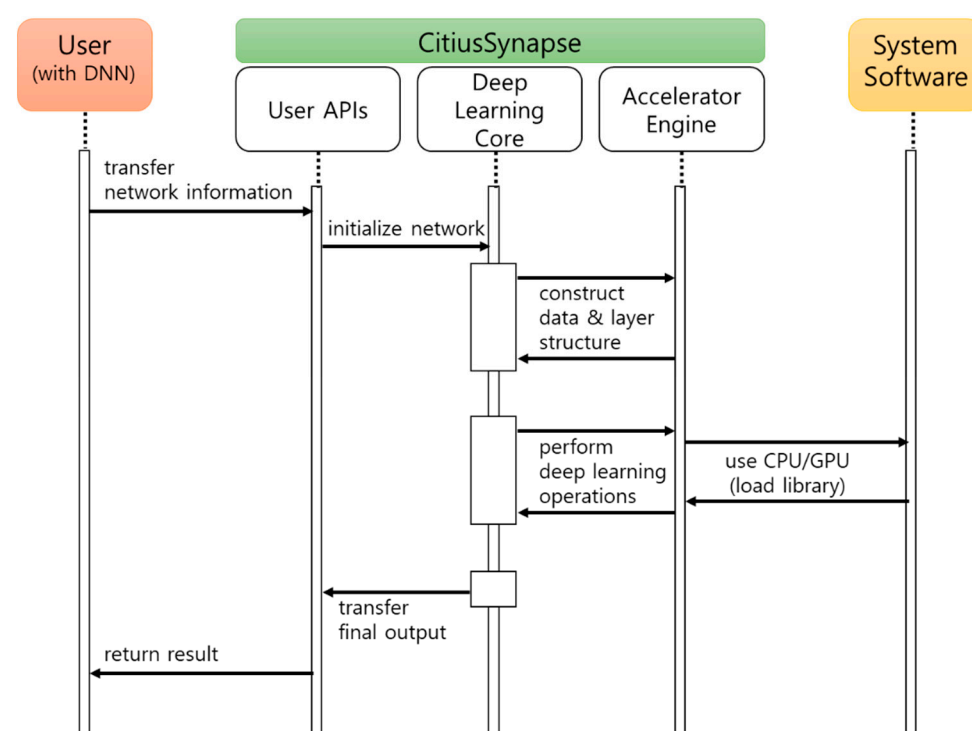 User
(with DNN)
CitiusSynapse
System
Software
User APIs
Deep
Learning
Core
Accelerator
Engine
transfer
network information
initialize network
construct
data & layer
structure
perform
deep learning
operations
use CPU/GPU
(load library)
transfer
final output
return result